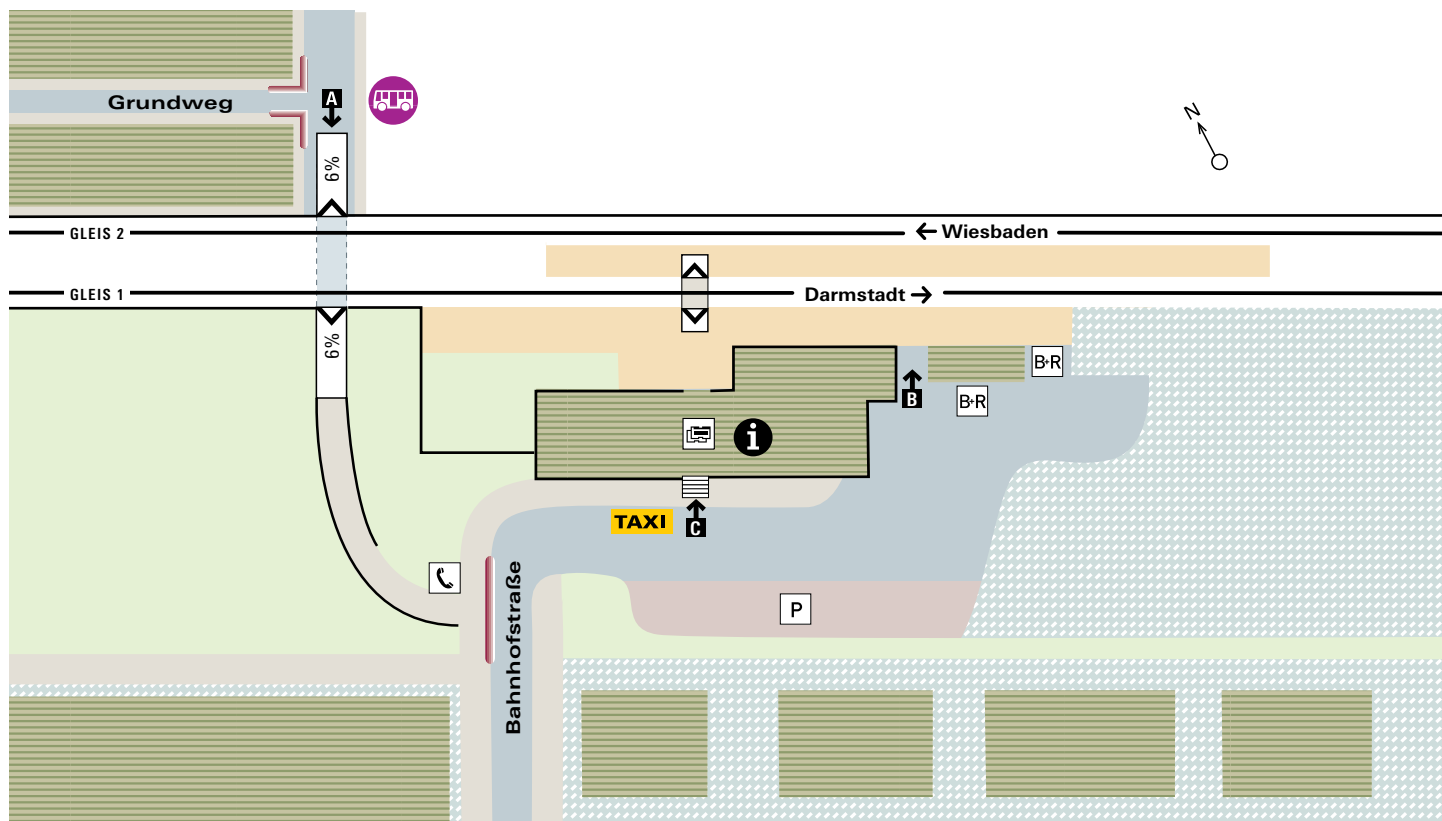 Grundweg
A
6%
N
GLEIS 2
Wiesbaden
GLEIS 1
Darmstadt
6%
B+R
B
B+R
i
TAXI
C
P
Bahnhofstraße